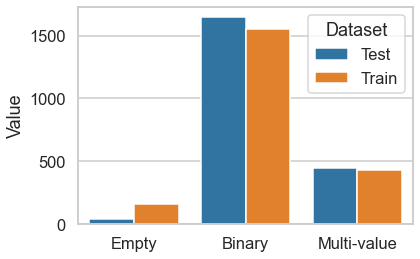 Dataset
Test
Train
Value
1500
1000
500
0
Empty
Binary
Multi-value